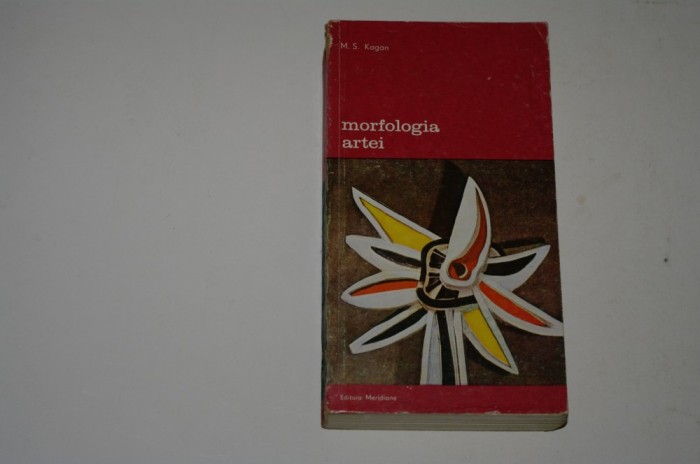 M. S. Kagan
morfologia
artei
Editura Meridiane